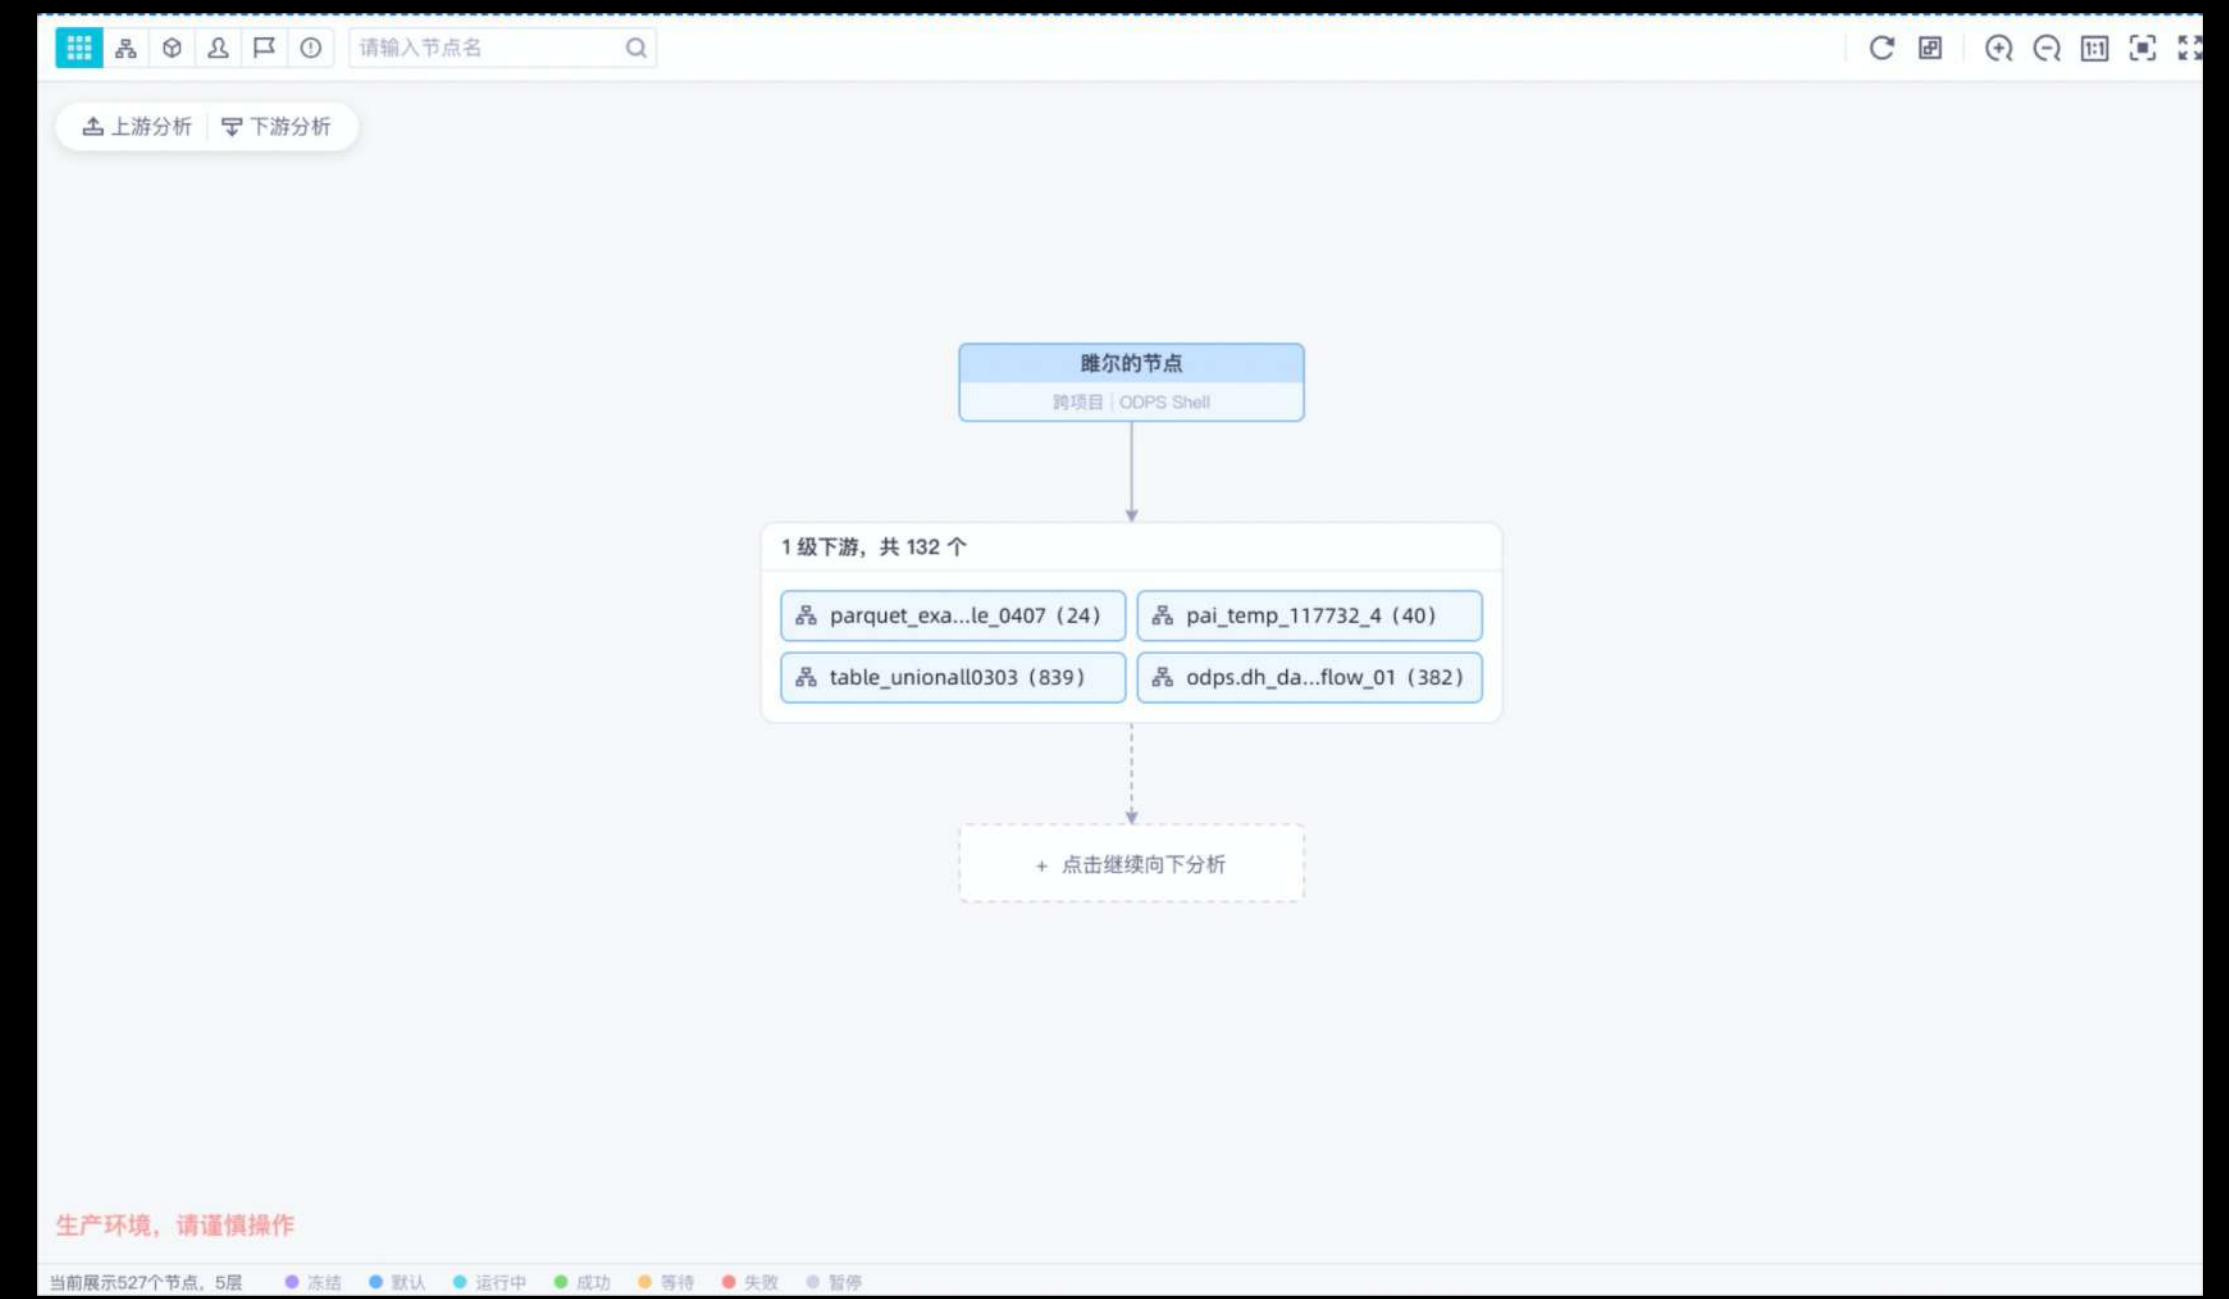 请输入节点名
1:1
上游分析 下游分析
雎尔的节点
跨项目 | ODPS Shell
1 级下游，共 132 个
parquet_exa...le_0407（24） pai_temp_117732_4（40）
table_unionall0303（839） odps.dh_da...flow_01（382）
+ 点击继续向下分析
生产环境，请谨慎操作
当前展示527个节点，5层 冻结 默认 运行中 成功 等待 失败 暂停